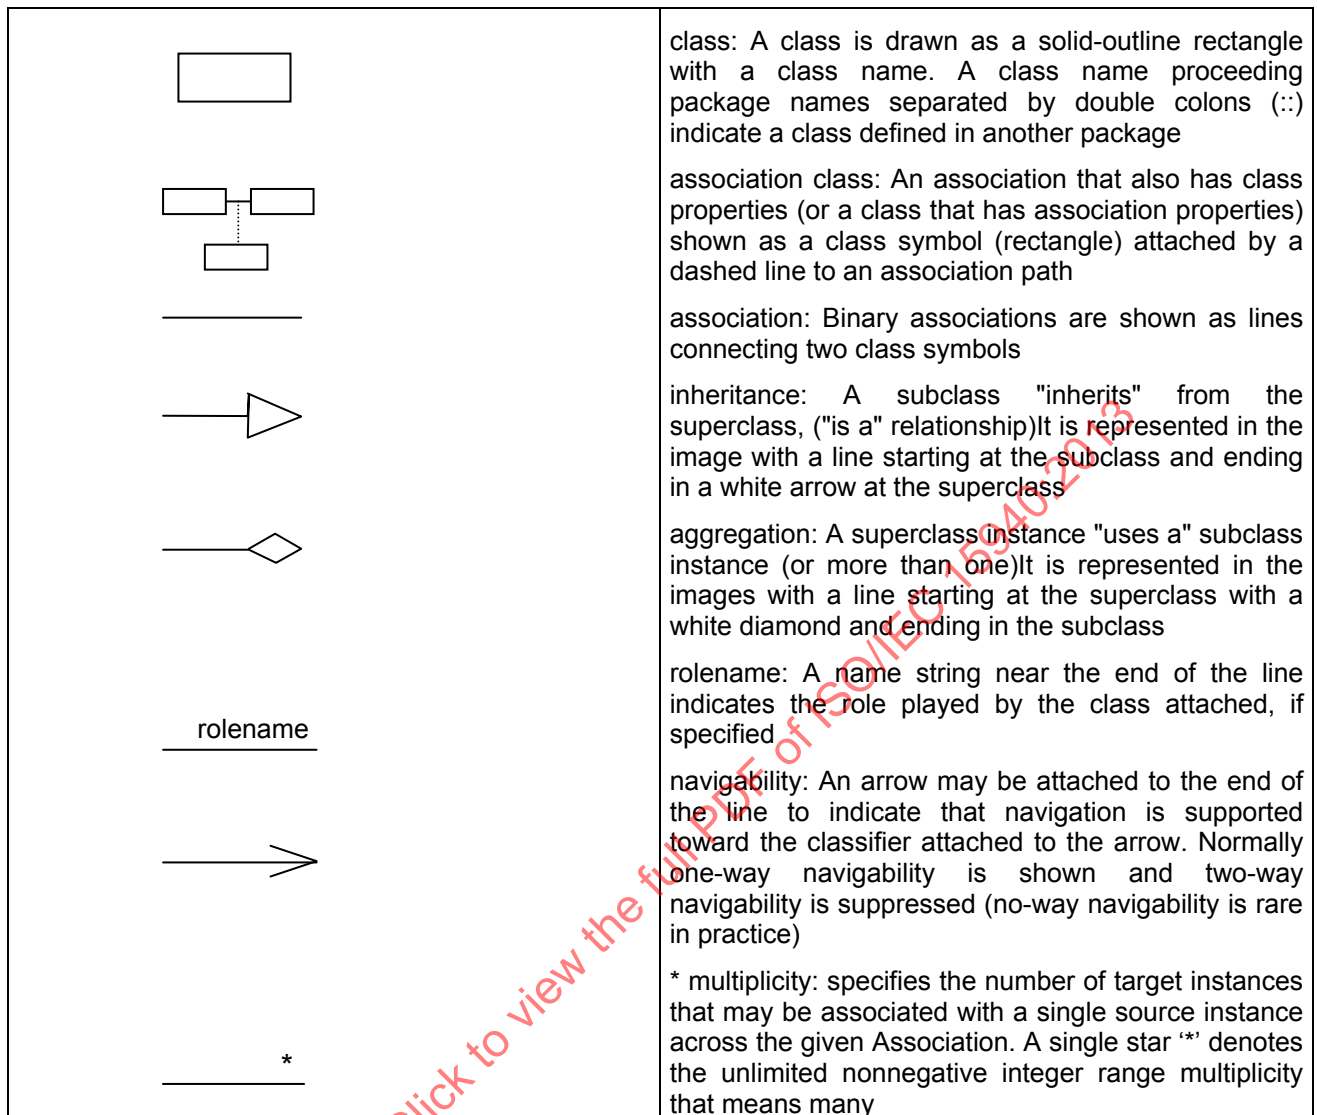 class: A class is drawn as a solid-outline rectangle
with a class name. A class name proceeding
package names separated by double colons (::)
indicate a class defined in another package
association class: An association that also has class
properties (or a class that has association properties)
shown as a class symbol (rectangle) attached by a
dashed line to an association path
association: Binary associations are shown as lines
connecting two class symbols
inheritance: A subclass "inherits" from the
superclass, ("is a" relationship)It is represented in the
image with a line starting at the subclass and ending
in a white arrow at the superclass
aggregation: A superclass instance "uses a" subclass
instance (or more than one)It is represented in the
images with a line starting at the superclass with a
white diamond and ending in the subclass
rolename
rolename: A name string near the end of the line
indicates the role played by the class attached, if
specified
navigability: An arrow may be attached to the end of
the line to indicate that navigation is supported
toward the classifier attached to the arrow. Normally
one-way navigability is shown and two-way
navigability is suppressed (no-way navigability is rare
in practice)
*
* multiplicity: specifies the number of target instances
that may be associated with a single source instance
across the given Association. A single star ‘*’ denotes
the unlimited nonnegative integer range multiplicity
that means many
Click to view the full PDF of ISO/IEC 15940:2013